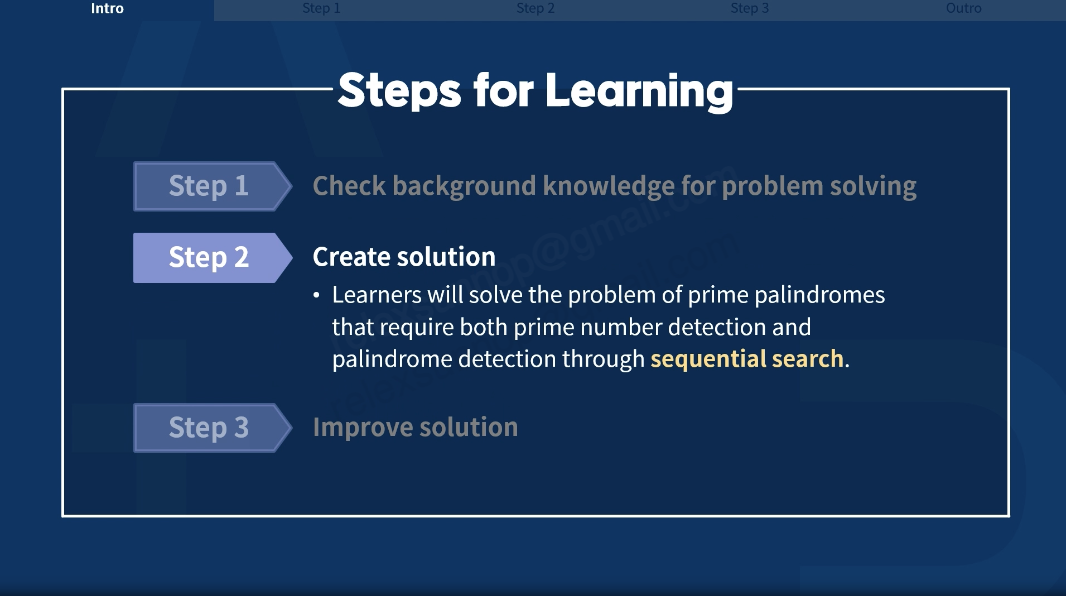 Intro Step 1 Step 2 Step 3 Outro
Steps for Learning
Step 1 Check background knowledge for problem solving
Step 2 Create solution
• Learners will solve the problem of prime palindromes
that require both prime number detection and
palindrome detection through sequential search.
Step 3 Improve solution